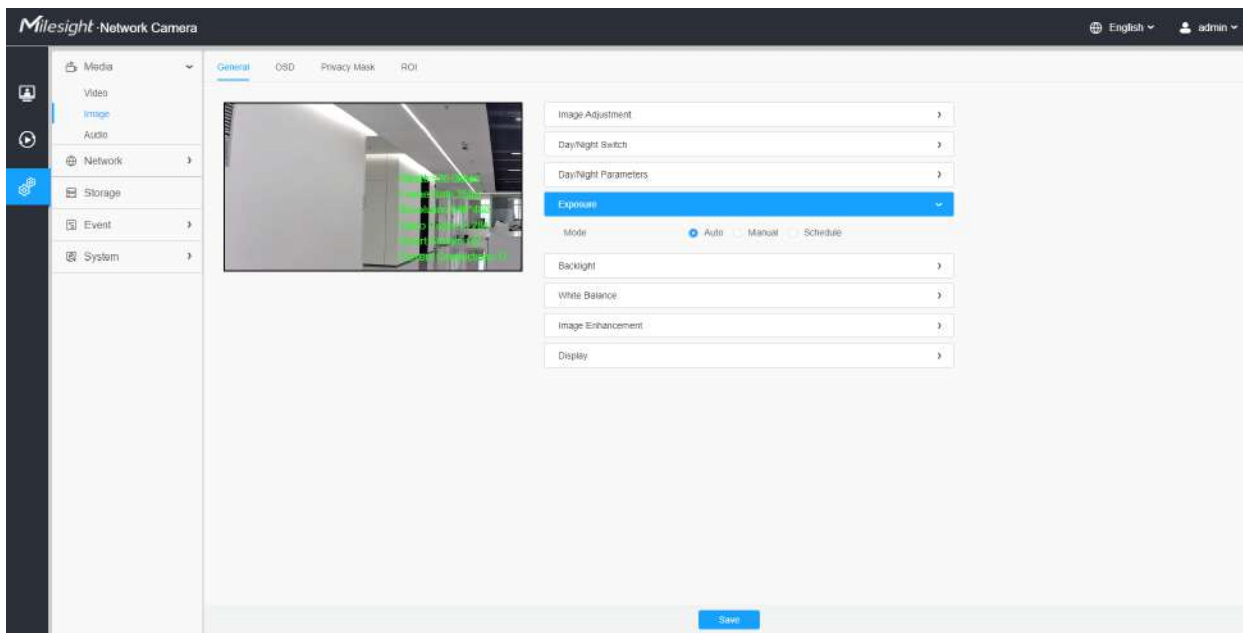 Milesight · Network Camera
English
admin
Media
Video
Image
Audio
Network
Storage
Event
System
General OSD Privacy Mask ROI
Image Adjustment
Day/Night Switch
Day/Night Parameters
Exposure
Mode Auto Manual Schedule
Backlight
White Balance
Image Enhancement
Display
Save